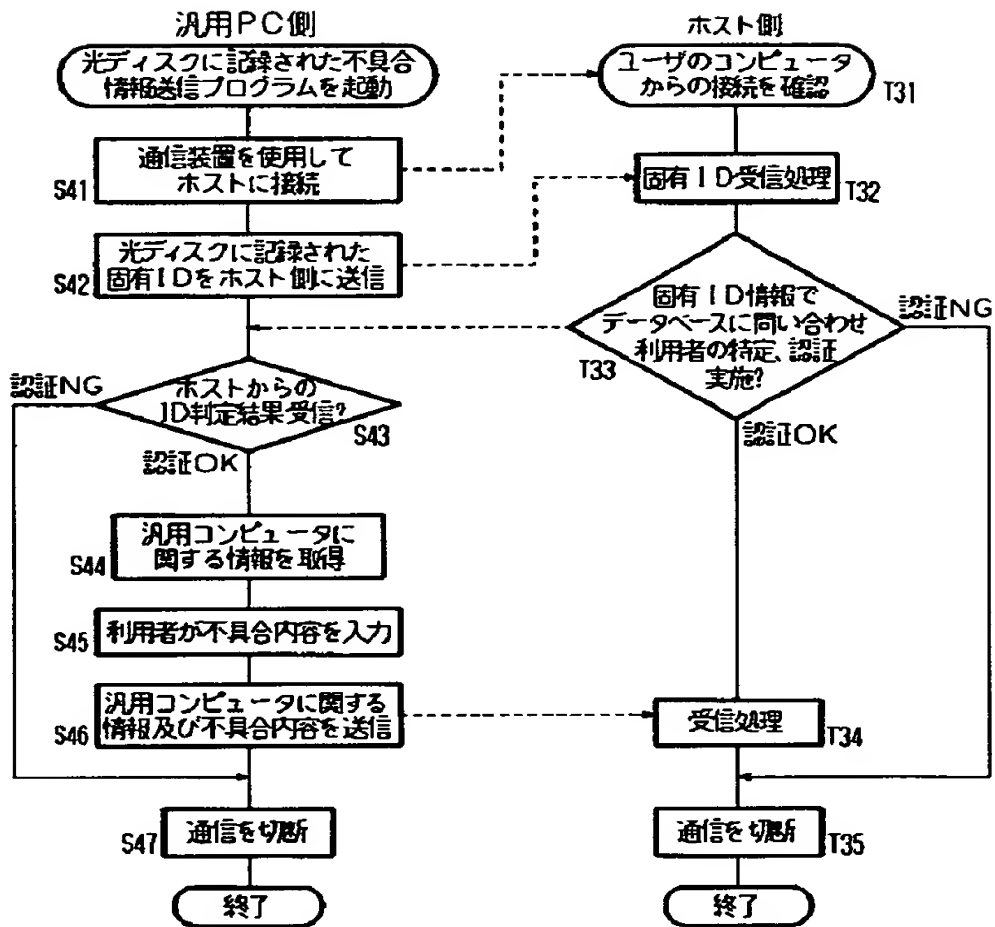 汎用PC側
光ディスクに記録された不具合
情報送信プログラムを起動
通信装置を使用して
ホストに接続
S41
光ディスクに記録された
固有IDをホスト側に送信
S42
認証NG
ホストからの
ID判定結果受信?
S43
認証OK
汎用コンピュータに
関する情報を取得
S44
利用者が不具合内容を入力
S45
汎用コンピュータに関する
情報及び不具合内容を送信
S46
通信を切断
S47
終了
ホスト側
ユーザのコンピュータ
からの接続を確認
T31
固有ID受信処理
T32
固有ID情報で
データベースに問い合わせ
利用者の特定、認証
実施?
T33
認証NG
認証OK
受信処理
T34
通信を切断
T35
終了